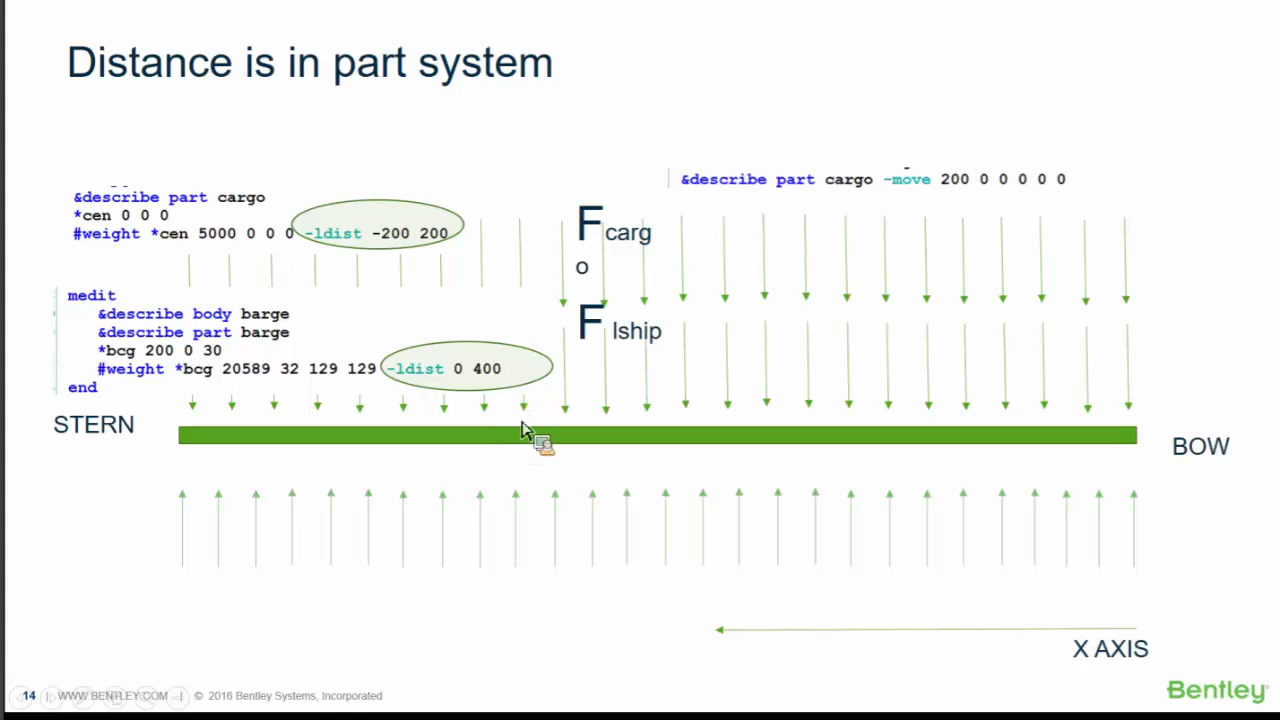 Distance is in part system
&describe part cargo
*cen 0 0 0
#weight *cen 5000 0 0 0 -ldist -200 200
&describe part cargo -move 200 0 0 0 0 0
Fcarg
o
F lship
medit
&describe body barge
&describe part barge
*bcg 200 0 30
#weight *bcg 20589 32 129 129 -ldist 0 400
end
STERN
BOW
X AXIS
14 | WWW.BENTLEY.COM | © 2016 Bentley Systems, Incorporated
Bentley